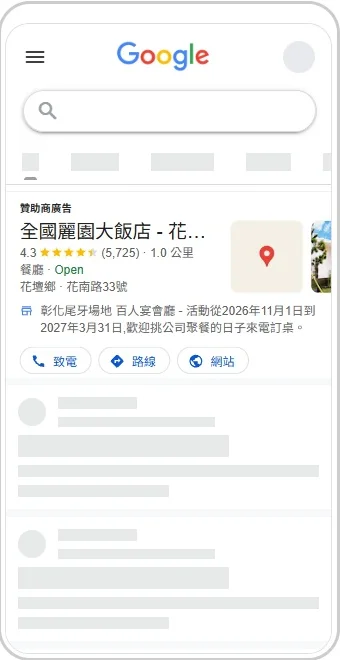 Google
贊助商廣告
全國麗園大飯店 - 花…
4.3 (5,725) · 1.0 公里
餐廳 · Open
花壇鄉 · 花南路33號
彰化尾牙場地 百人宴會廳 - 活動從2026年11月1日到
2027年3月31日,歡迎挑公司聚餐的日子來電訂桌。
致電 路線 網站